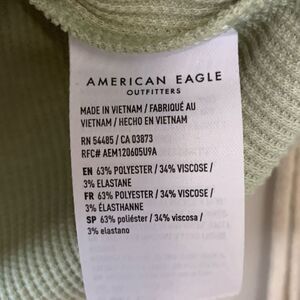 AMERICAN EAGLE
OUTFITTERS
MADE IN VIETNAM / FABRIQUÉ AU
VIETNAM / HECHO EN VIETNAM
RN 54485 / CA 03873
RFC# AEM120605U9A
EN 63% POLYESTER / 34% VISCOSE /
3% ELASTANE
FR 63% POLYESTER / 34% VISCOSE /
3% ÉLASTHANNE
SP 63% poliéster / 34% viscosa /
3% elastano